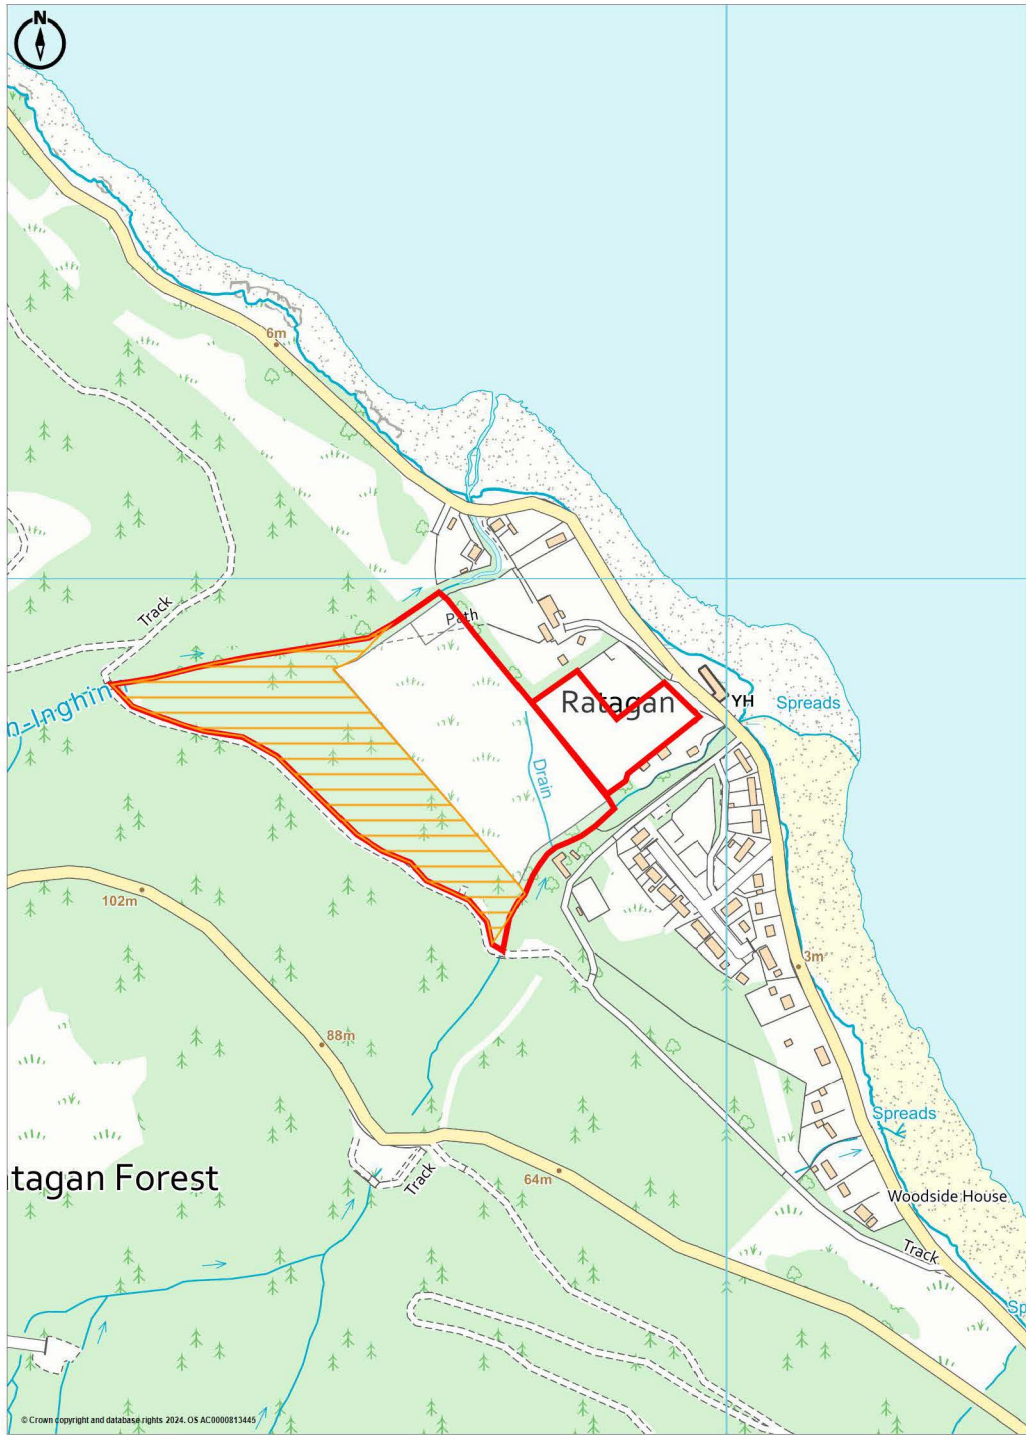 N
6m
Track
Path
m-Inghinn
Ratagan
YH
Spreads
Drain
102m
3m
88m
Spreads
tagan Forest
Track
64m
Woodside House
Track
Sp
© Crown copyright and database rights 2024. OS AC0000813445